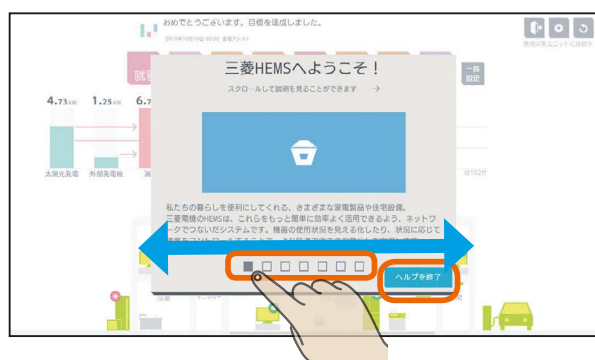 おめでとうございます。目標を達成しました。
三菱HEMSへようこそ！
スクロールして説明を見ることができます →
一括
設定
4.73 kW
1.25 kW
6.7
太陽光発電
外部発電機
私たちの暮らしを便利にしてくれる、さまざまな家電製品や住宅設備。
三菱電機のHEMSは、これらをもっと簡単に効率よく活用できるよう、ネットワ
ークでつないだシステムです。機器の使用状況を見える化したり、状況に応じて
ヘルプを終了